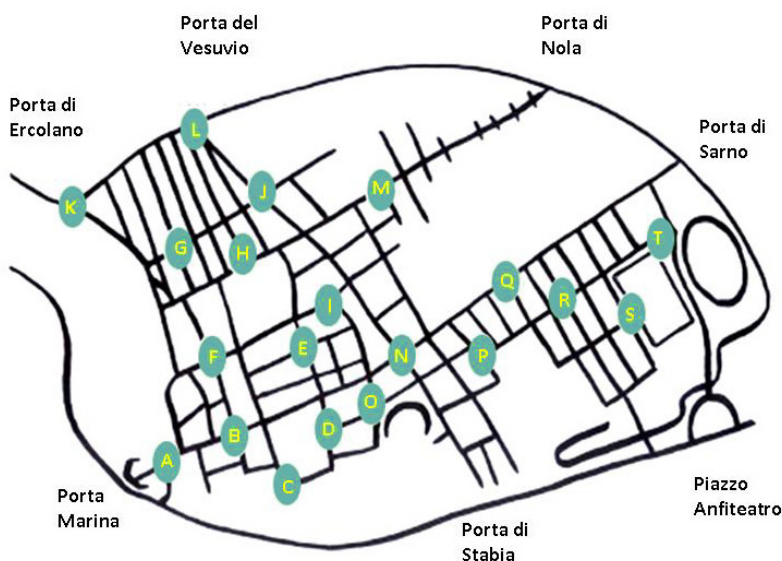 Porta del
Vesuvio
Porta di
Nola
Porta di
Ercolano
Porta di
Sarno
L
K
J
M
G
H
T
Q
I
R
S
F
E
N
P
O
B
D
A
C
Porta
Marina
Porta di
Stabia
Piazzo
Anfiteatro